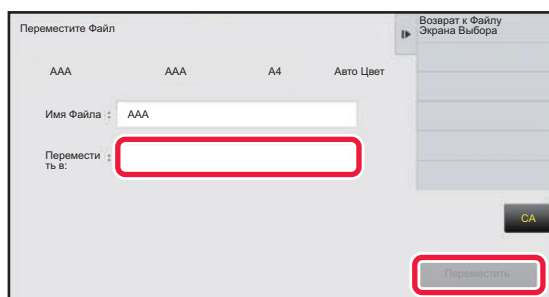 Переместите Файл
Возврат к Файлу
Экрана Выбора
AAA AAA A4 Авто Цвет
Имя Файла : AAA
Перемести :
ть в:
CA
Переместить